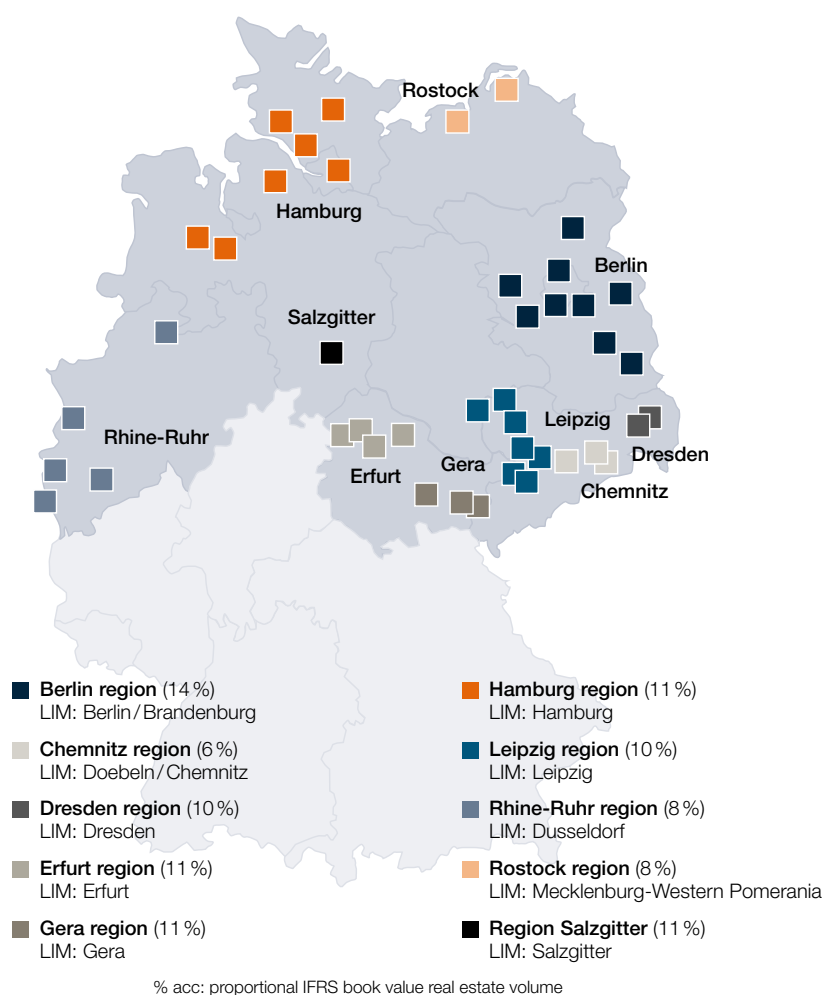 Rostock
Hamburg
Berlin
Salzgitter
Rhine-Ruhr
Leipzig
Erfurt
Gera
Dresden
Chemnitz
Berlin region (14 %)
LIM: Berlin / Brandenburg
Chemnitz region (6 %)
LIM: Doebeln / Chemnitz
Dresden region (10 %)
LIM: Dresden
Erfurt region (11 %)
LIM: Erfurt
Gera region (11 %)
LIM: Gera
Hamburg region (11 %)
LIM: Hamburg
Leipzig region (10 %)
LIM: Leipzig
Rhine-Ruhr region (8 %)
LIM: Dusseldorf
Rostock region (8 %)
LIM: Mecklenburg-Western Pomerania
Region Salzgitter (11 %)
LIM: Salzgitter
% acc: proportional IFRS book value real estate volume